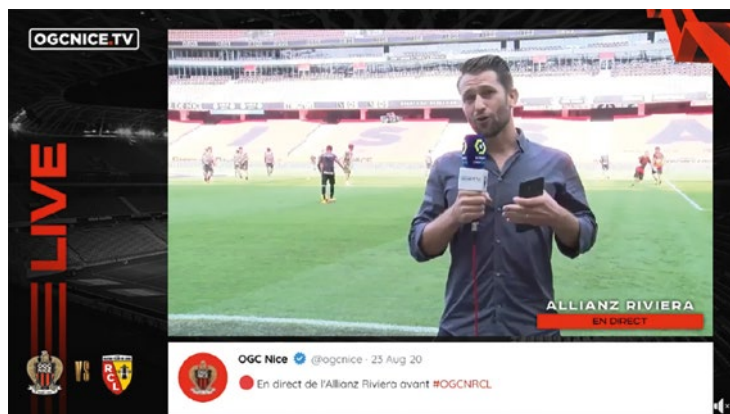 OGCNICE.TV
LIVE
ALLIANZ RIVIERA
EN DIRECT
VS
RCL
OGC Nice @ogcnice · 23 Aug 20
En direct de l'Allianz Riviera avant #OGCNRCL